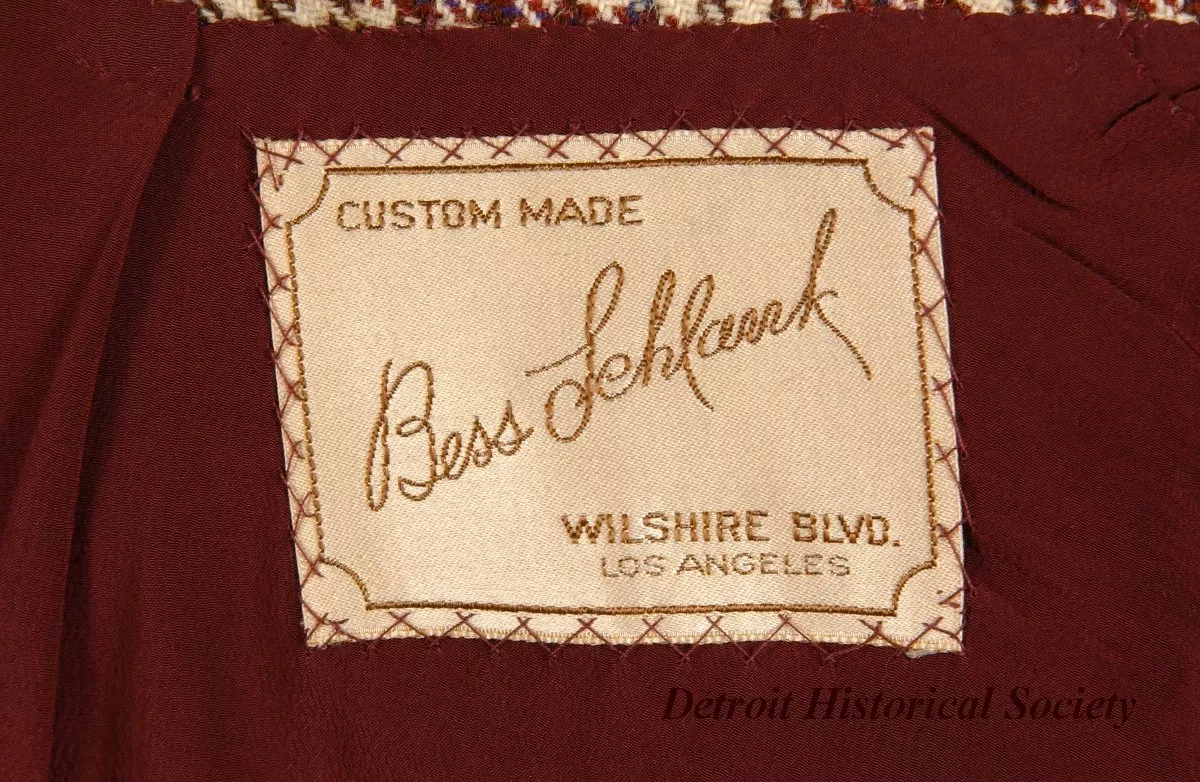 CUSTOM MADE
Bess Schlank
WILSHIRE BLVD.
LOS ANGELES
Detroit Historical Society